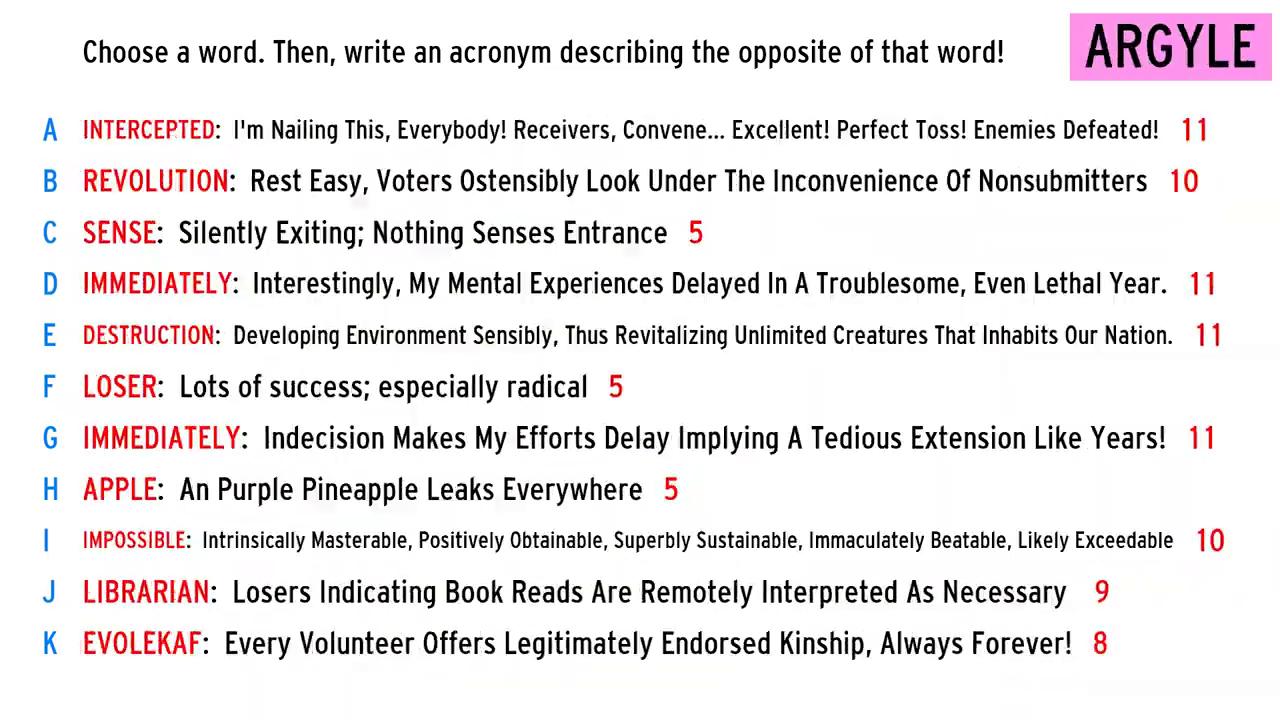 Choose a word. Then, write an acronym describing the opposite of that word!
ARGYLE
A INTERCEPTED: I'm Nailing This, Everybody! Receivers, Convene... Excellent! Perfect Toss! Enemies Defeated! 11
B REVOLUTION: Rest Easy, Voters Ostensibly Look Under The Inconvenience Of Nonsubmitters 10
C SENSE: Silently Exiting; Nothing Senses Entrance 5
D IMMEDIATELY: Interestingly, My Mental Experiences Delayed In A Troublesome, Even Lethal Year. 11
E DESTRUCTION: Developing Environment Sensibly, Thus Revitalizing Unlimited Creatures That Inhabits Our Nation. 11
F LOSER: Lots of success; especially radical 5
G IMMEDIATELY: Indecision Makes My Efforts Delay Implying A Tedious Extension Like Years! 11
H APPLE: An Purple Pineapple Leaks Everywhere 5
I IMPOSSIBLE: Intrinsically Masterable, Positively Obtainable, Superbly Sustainable, Immaculately Beatable, Likely Exceedable 10
J LIBRARIAN: Losers Indicating Book Reads Are Remotely Interpreted As Necessary 9
K EVOLEKAF: Every Volunteer Offers Legitimately Endorsed Kinship, Always Forever! 8